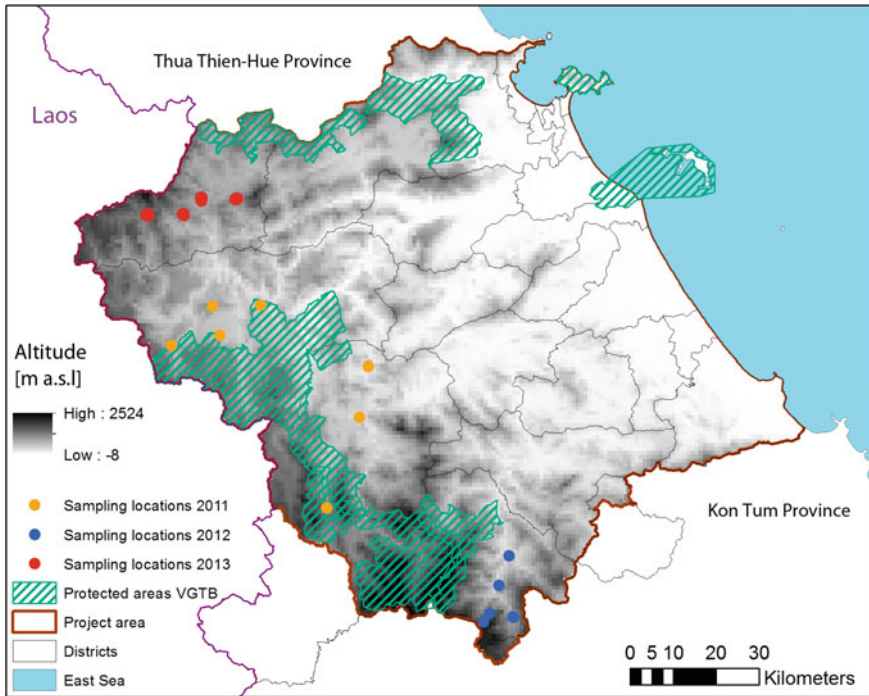 Thua Thien-Hue Province
Laos
Altitude
[m a.s.l]
High : 2524
Low : -8
Sampling locations 2011
Sampling locations 2012
Sampling locations 2013
Protected areas VGTB
Project area
Districts
East Sea
Kon Tum Province
0 5 10 20 30
Kilometers